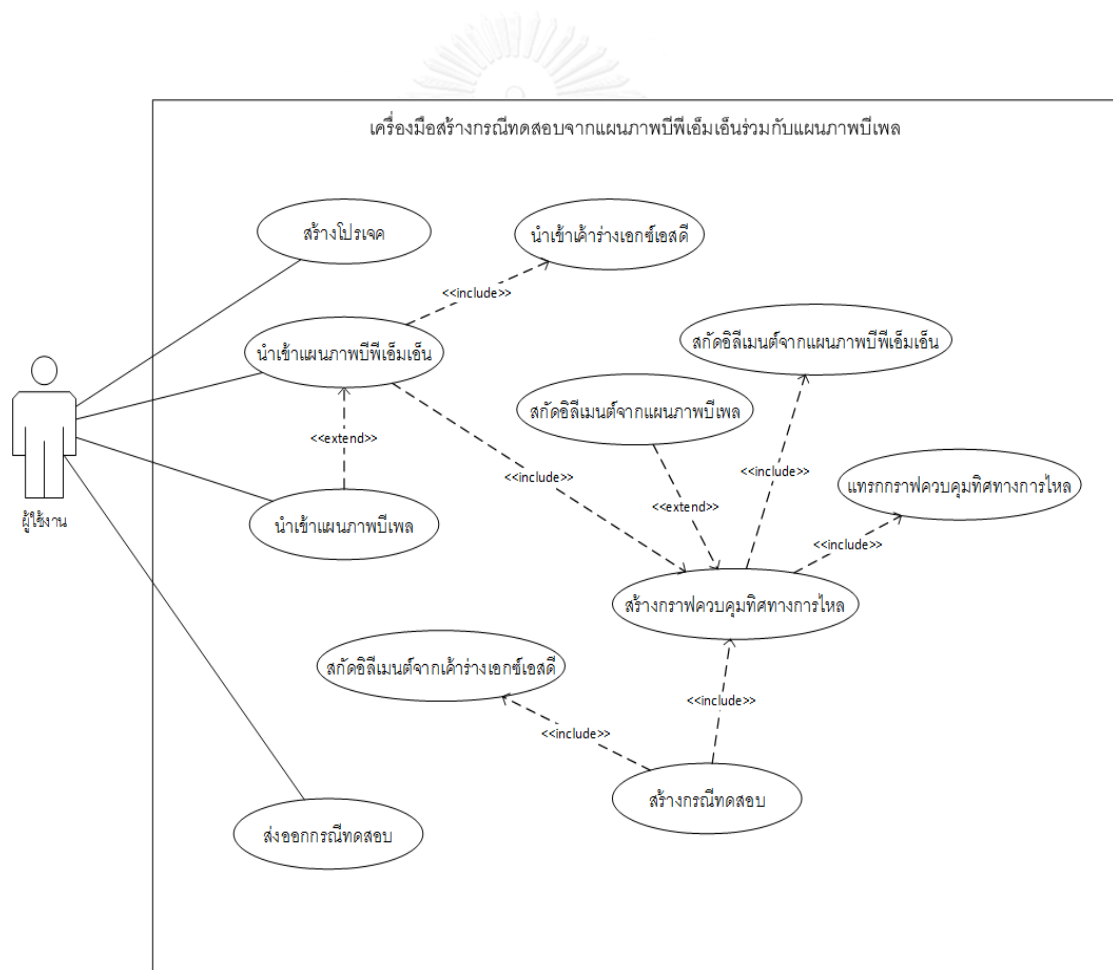 เครื่องมือสร้างกรณีทดสอบจากแผนภาพบีพีเอ็มเอ็นร่วมกับแผนภาพบีเพล
สร้างโปรเจค
นำเข้าเค้าร่างเอกซ์เอสดี
<<include>>
นำเข้าแผนภาพบีพีเอ็มเอ็น
สกัดอิลีเมนต์จากแผนภาพบีพีเอ็มเอ็น
สกัดอิลีเมนต์จากแผนภาพบีเพล
<<extend>>
<<include>>
<<include>>
แทรกกราฟควบคุมทิศทางการไหล
<<extend>>
นำเข้าแผนภาพบีเพล
ผู้ใช้งาน
<<include>>
สร้างกราฟควบคุมทิศทางการไหล
สกัดอิลีเมนต์จากเค้าร่างเอกซ์เอสดี
<<include>>
<<include>>
สร้างกรณีทดสอบ
ส่งออกกรณีทดสอบ